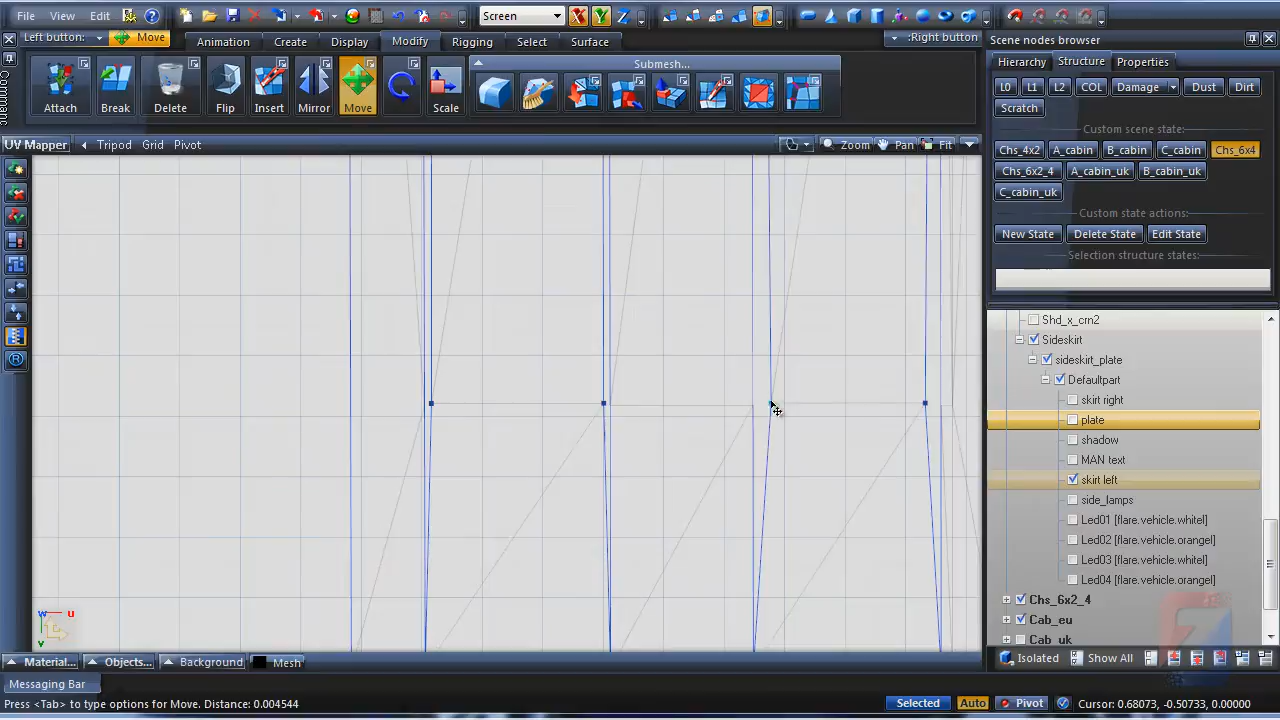 File View Edit Screen X Y Z
Left button: Move Animation Create Display Modify Rigging Select Surface :Right button
Submesh...
Attach Break Delete Flip Insert Mirror Move Scale
UV Mapper Tripod Grid Pivot Zoom Pan Fit
Scene nodes browser
Hierarchy Structure Properties
L0 L1 L2 COL Damage Dust Dirt
Scratch
Custom scene state:
Chs_4x2 A_cabin B_cabin C_cabin Chs_6x4
Chs_6x2_4 A_cabin_uk B_cabin_uk
C_cabin_uk
Custom state actions:
New State Delete State Edit State
Selection structure states:
Shd_x_crn2
Sideskirt
sideskirt_plate
Defaultpart
skirt right
plate
shadow
MAN text
skirt left
side_lamps
Led01 [flare.vehicle.whitel]
Led02 [flare.vehicle.orangel]
Led03 [flare.vehicle.whitel]
Led04 [flare.vehicle.orangel]
Chs_6x2_4
Cab_eu
Cab_uk
w u
v
Material... Objects... Background Mesh
Isolated Show All
Messaging Bar
Press <Tab> to type options for Move. Distance: 0.004544
Selected Auto Pivot Cursor: 0.68073, -0.50733, 0.00000